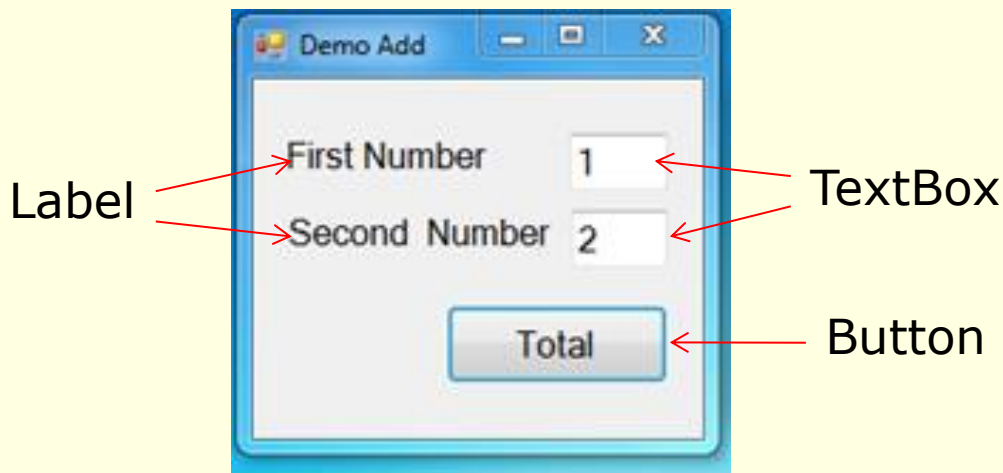 Demo Add
First Number 1
Label TextBox
Second Number 2
Total Button